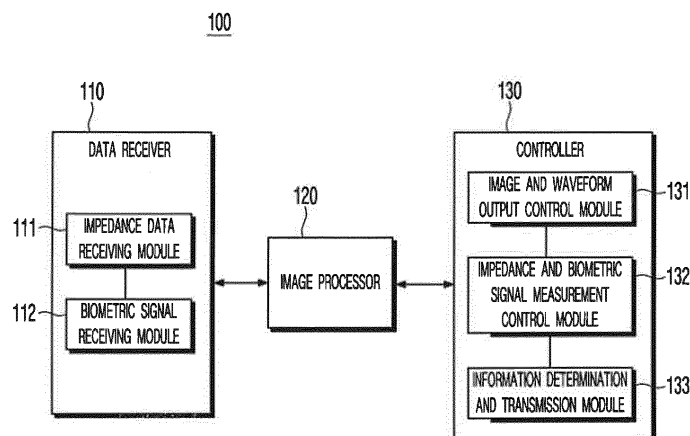 100
110
DATA RECEIVER
111
IMPEDANCE DATA
RECEIVING MODULE
112
BIOMETRIC SIGNAL
RECEIVING MODULE
120
IMAGE PROCESSOR
130
CONTROLLER
IMAGE AND WAVEFORM
OUTPUT CONTROL MODULE
131
IMPEDANCE AND BIOMETRIC
SIGNAL MEASUREMENT
CONTROL MODULE
132
INFORMATION DETERMINATION
AND TRANSMISSION MODULE
133